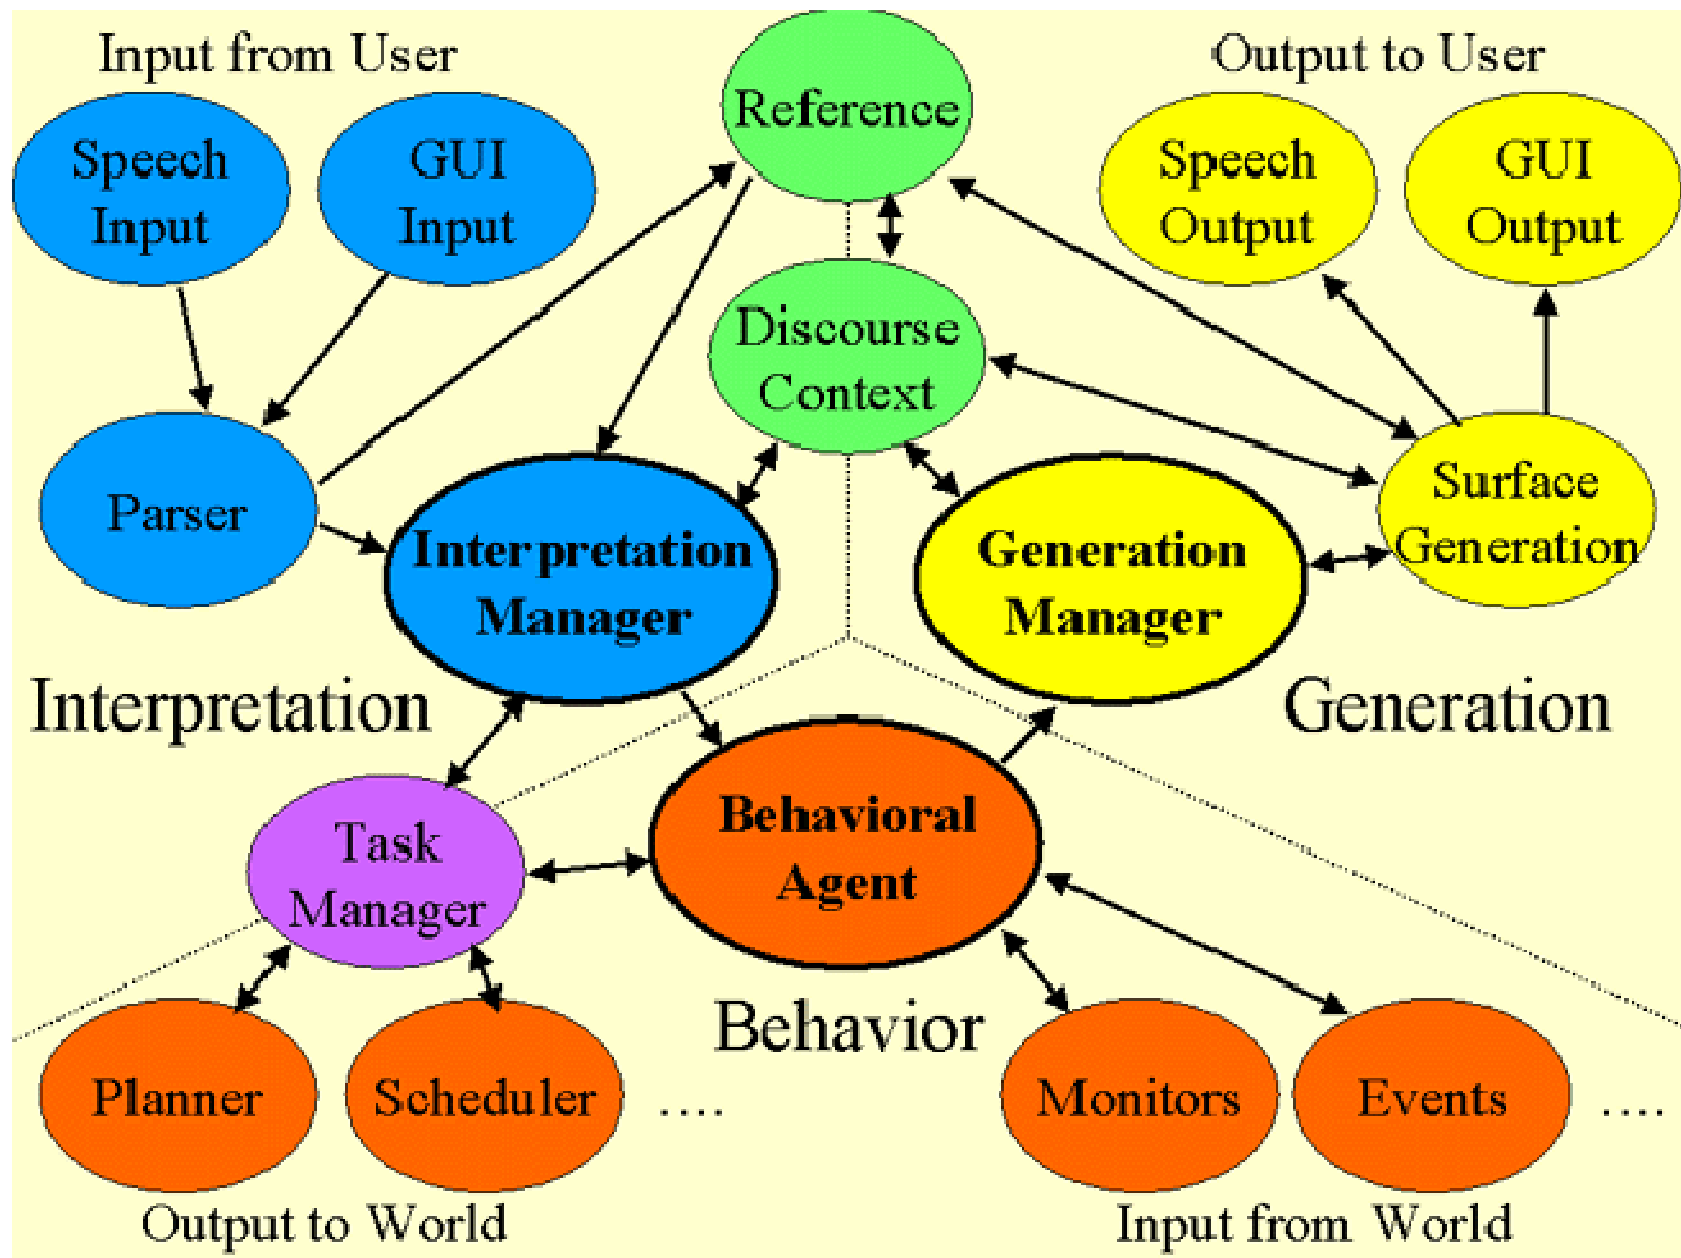 Input from User
Output to User
Reference
Speech
Input
GUI
Input
Speech
Output
GUI
Output
Discourse
Context
Parser
Surface
Generation
Interpretation
Manager
Generation
Manager
Interpretation
Generation
Behavioral
Agent
Task
Manager
Behavior
Planner
Scheduler
....
Monitors
Events
....
Output to World
Input from World